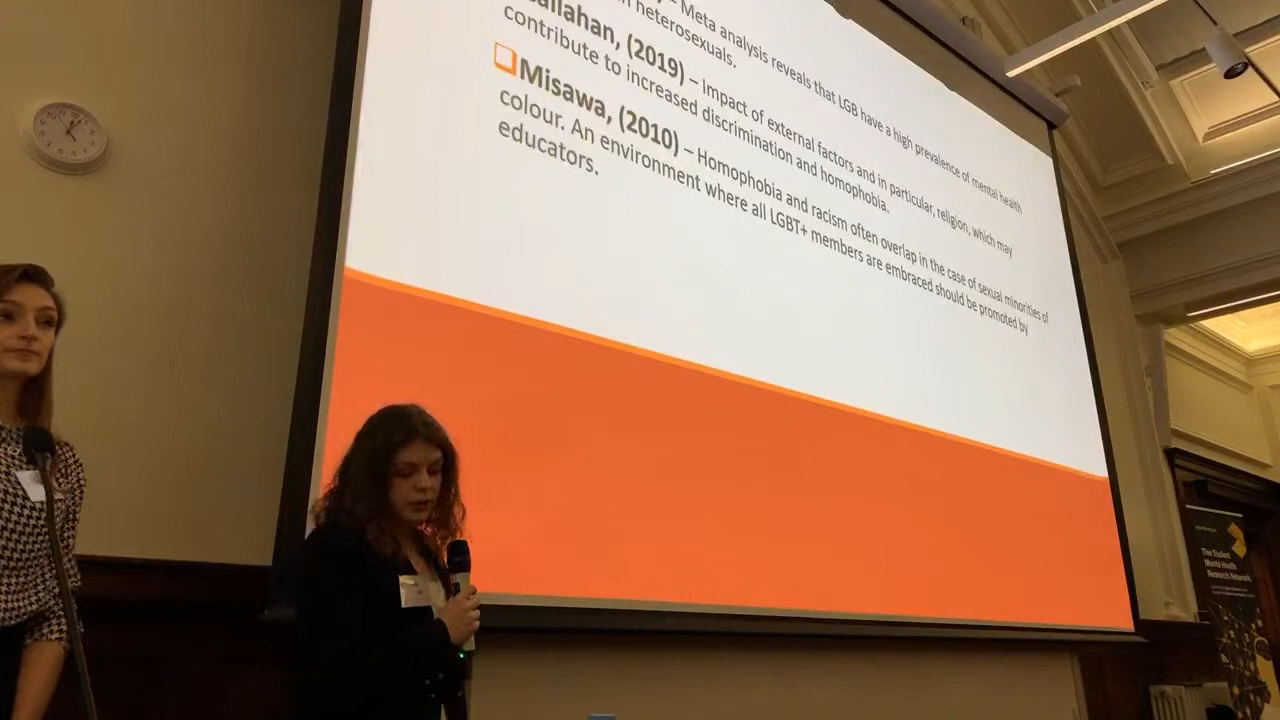 – Meta analysis reveals that LGB have a high prevalence of mental health
heterosexuals.
allahan, (2019) – Impact of external factors and in particular, religion, which may
contribute to increased discrimination and homophobia.
Misawa, (2010) – Homophobia and racism often overlap in the case of sexual minorities of
colour. An environment where all LGBT+ members are embraced should be promoted by
educators.
The Student
Mental Health
Research Network